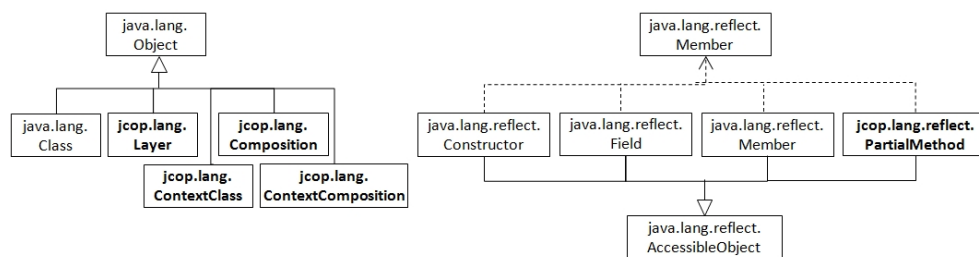 java.lang.
Object
java.lang.
Class
jcop.lang.
Layer
jcop.lang.
Composition
jcop.lang.
ContextClass
jcop.lang.
ContextComposition
java.lang.reflect.
Member
java.lang.reflect.
Constructor
java.lang.reflect.
Field
java.lang.reflect.
Member
jcop.lang.reflect.
PartialMethod
java.lang.reflect.
AccessibleObject